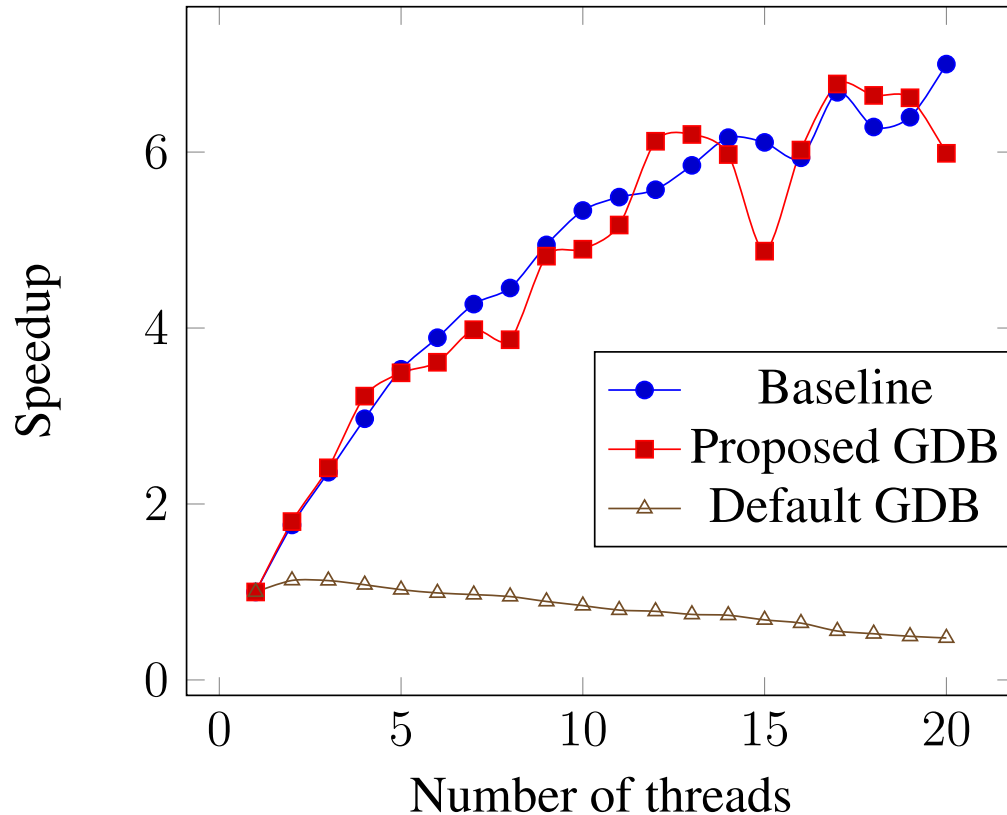 6
4
2
0
Speedup
Baseline
Proposed GDB
Default GDB
0 5 10 15 20
Number of threads